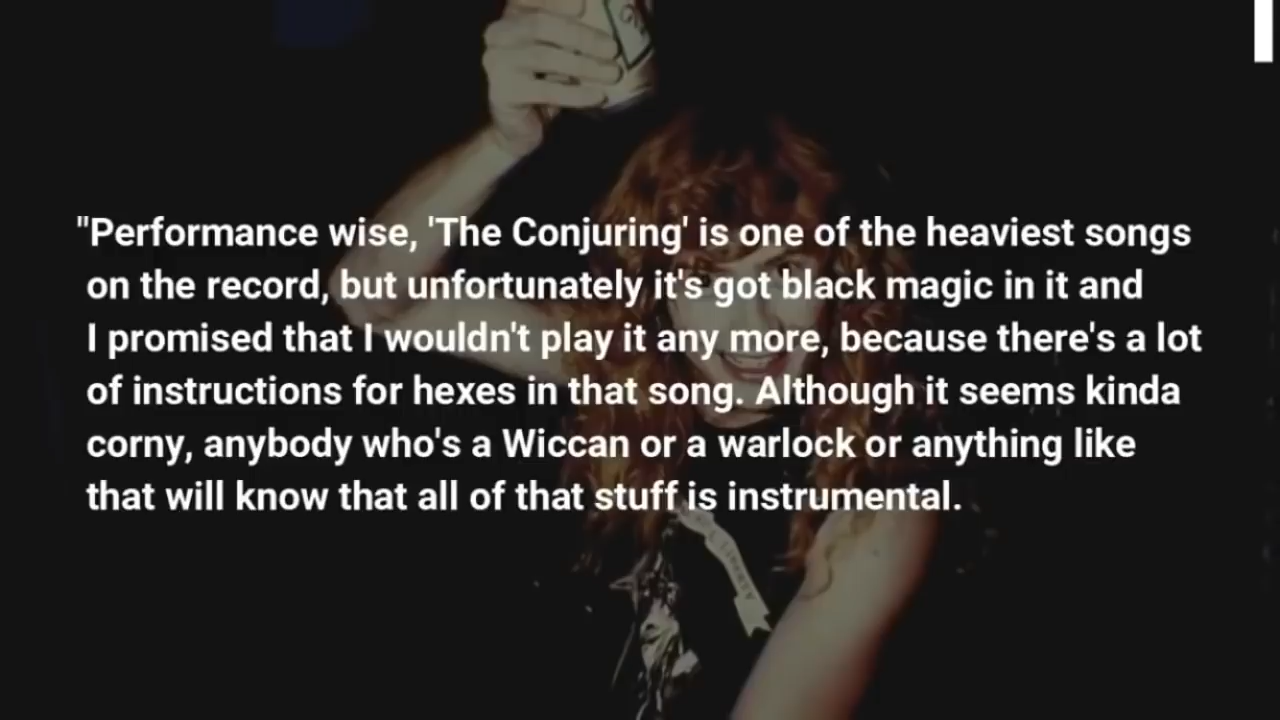 "Performance wise, 'The Conjuring' is one of the heaviest songs
on the record, but unfortunately it's got black magic in it and
I promised that I wouldn't play it any more, because there's a lot
of instructions for hexes in that song. Although it seems kinda
corny, anybody who's a Wiccan or a warlock or anything like
that will know that all of that stuff is instrumental.